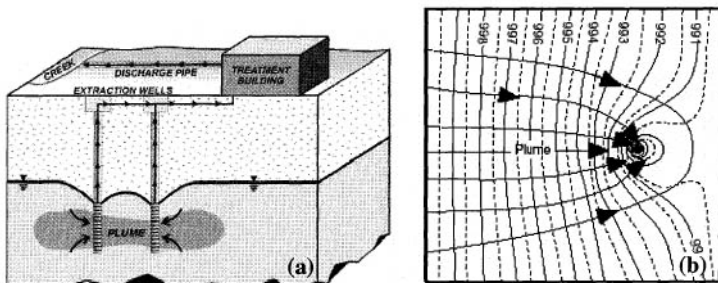 CREEK
DISCHARGE PIPE
TREATMENT
BUILDING
EXTRACTION WELLS
PLUME
(a)
998
997
996
995
994
993
992
991
Plume
(b)